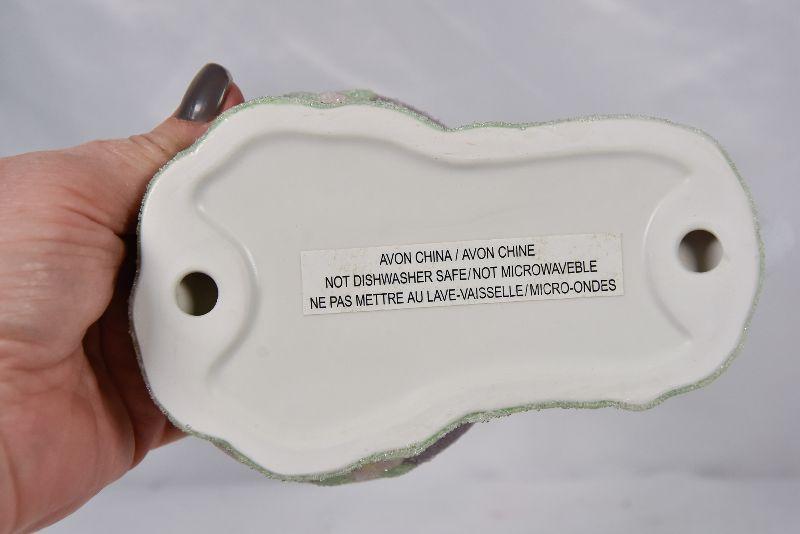 AVON CHINA / AVON CHINE
NOT DISHWASHER SAFE/NOT MICROWAVEBLE
NE PAS METTRE AU LAVE-VAISSELLE/MICRO-ONDES